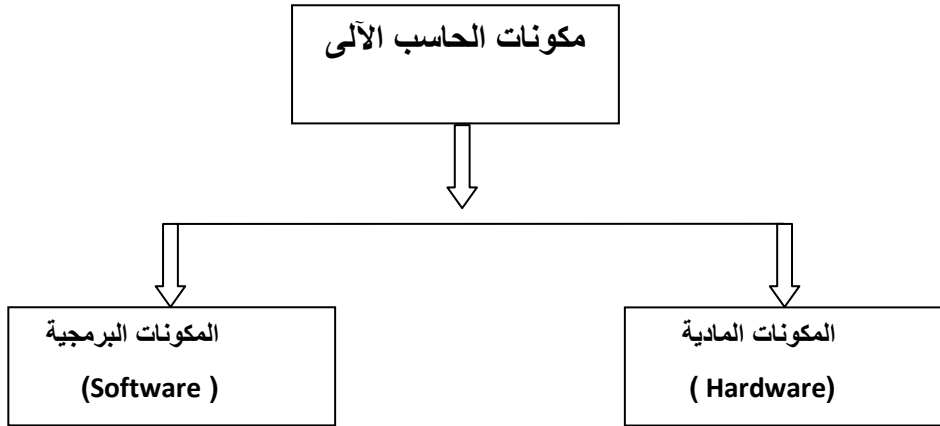 مكونات الحاسب الآلى
المكونات المادية
( Hardware)
المكونات البرمجية
(Software )